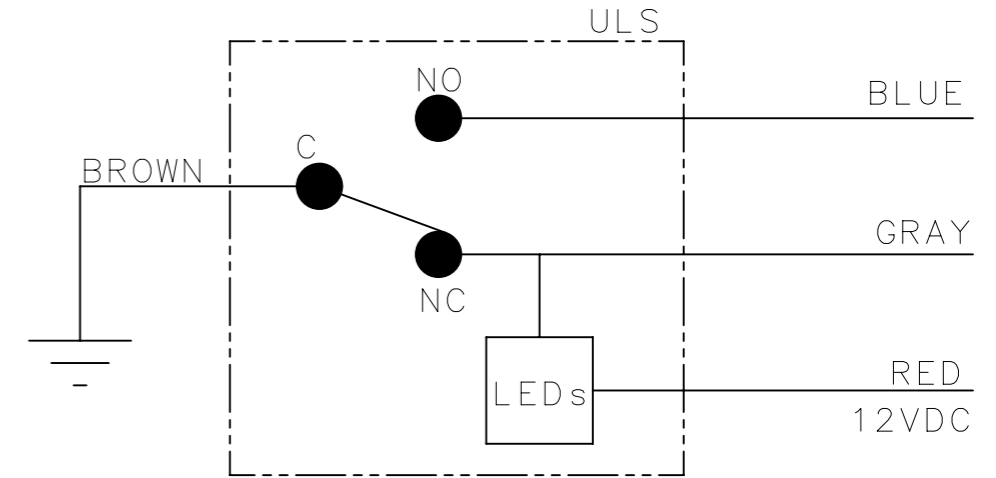 ULS
NO
BLUE
C
BROWN
GRAY
NC
RED
LEDs
12VDC